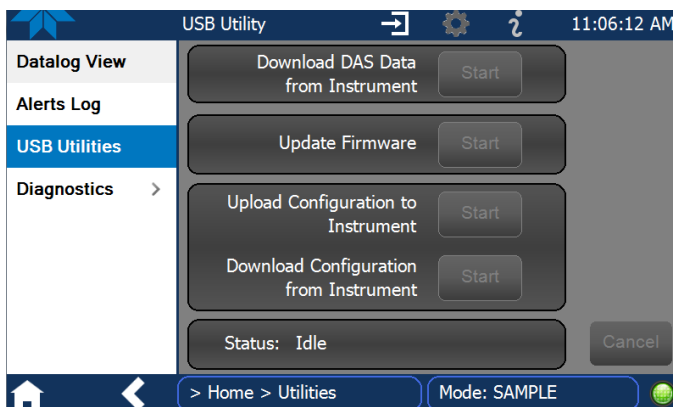 USB Utility
11:06:12 AM
Datalog View
Alerts Log
USB Utilities
Diagnostics >
Download DAS Data
from Instrument
Start
Update Firmware
Start
Upload Configuration to
Instrument
Start
Download Configuration
from Instrument
Start
Status: Idle
Cancel
> Home > Utilities
Mode: SAMPLE